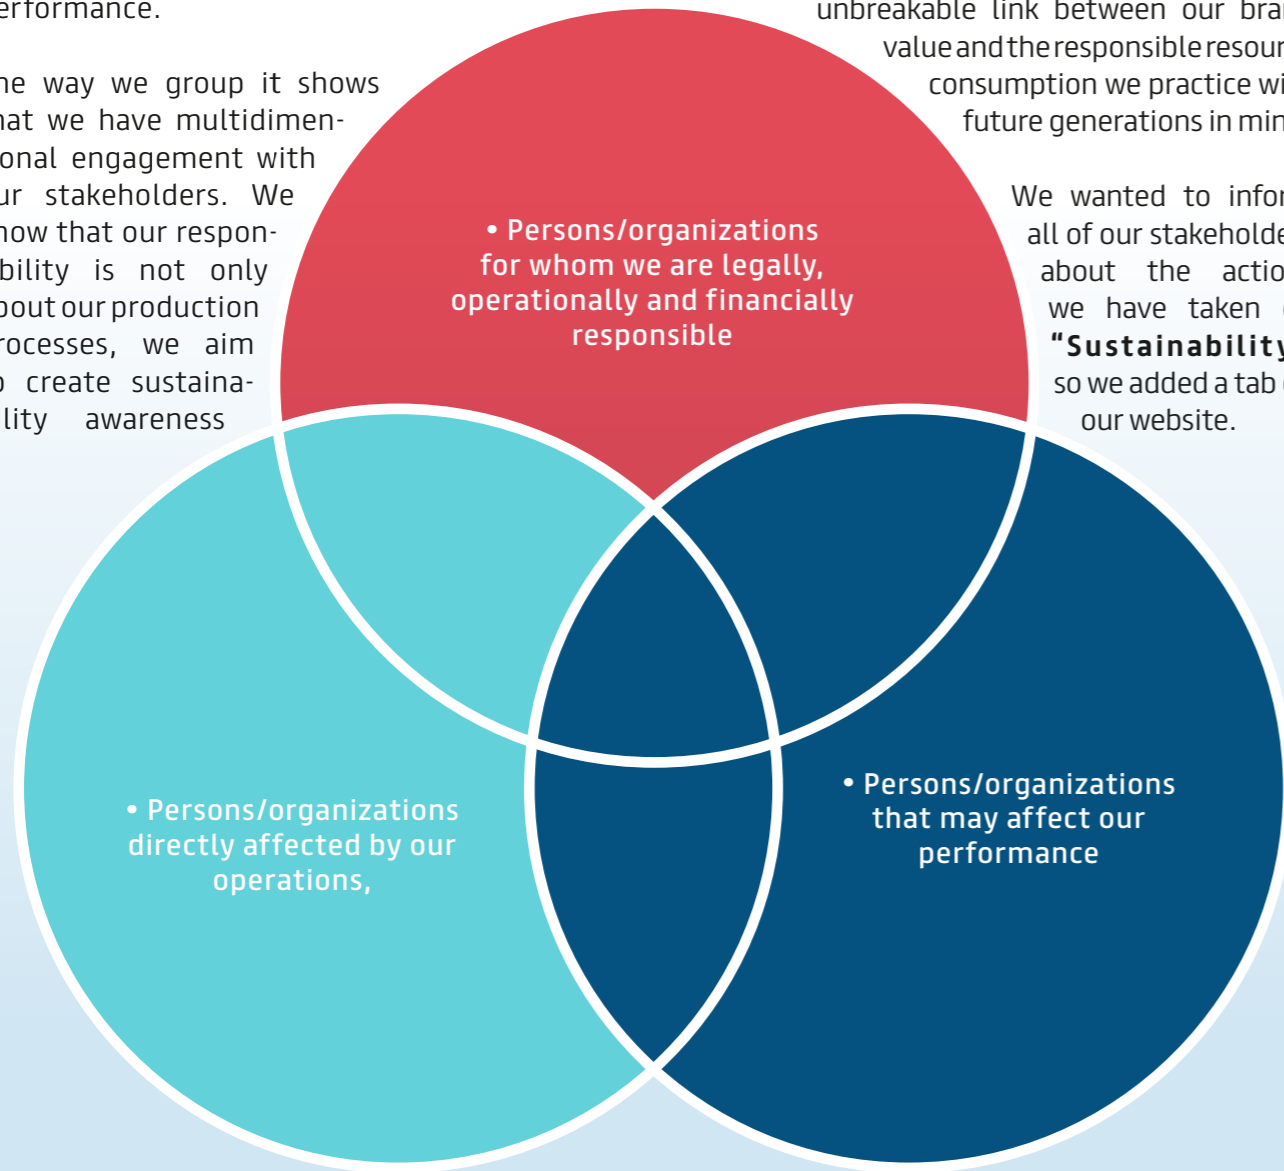 erformance.
he way we group it shows
hat we have multidimen-
onal engagement with
ur stakeholders. We
now that our respon-
bility is not only
bout our production
rocesses, we aim
o create sustaina-
lity awareness
unbreakable link between our bra
value and the responsible resour
consumption we practice wi
future generations in min
We wanted to infor
all of our stakeholde
about the actio
we have taken
“Sustainability
so we added a tab
our website.
• Persons/organizations
for whom we are legally,
operationally and financially
responsible
• Persons/organizations
directly affected by our
operations,
• Persons/organizations
that may affect our
performance